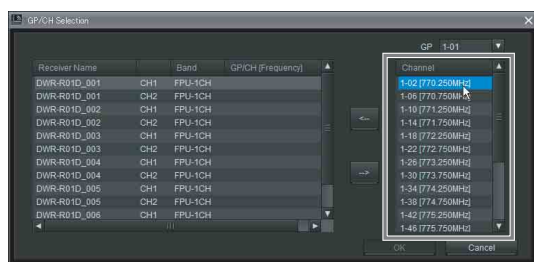 GP/CH Selection
GP 1-01
Receiver Name Band GP/CH [Frequency] Channel
DWR-R01D_001 CH1 FPU-1CH 1-02 [770.250MHz]
DWR-R01D_001 CH2 FPU-1CH 1-06 [770.750MHz]
DWR-R01D_002 CH1 FPU-1CH 1-10 [771.250MHz]
DWR-R01D_002 CH2 FPU-1CH 1-14 [771.750MHz]
DWR-R01D_003 CH1 FPU-1CH 1-18 [772.250MHz]
DWR-R01D_003 CH2 FPU-1CH 1-22 [772.750MHz]
DWR-R01D_004 CH1 FPU-1CH 1-26 [773.250MHz]
DWR-R01D_004 CH2 FPU-1CH 1-30 [773.750MHz]
DWR-R01D_005 CH1 FPU-1CH 1-34 [774.250MHz]
DWR-R01D_005 CH2 FPU-1CH 1-38 [774.750MHz]
DWR-R01D_006 CH1 FPU-1CH 1-42 [775.250MHz]
1-46 [775.750MHz]
<--
-->
OK Cancel